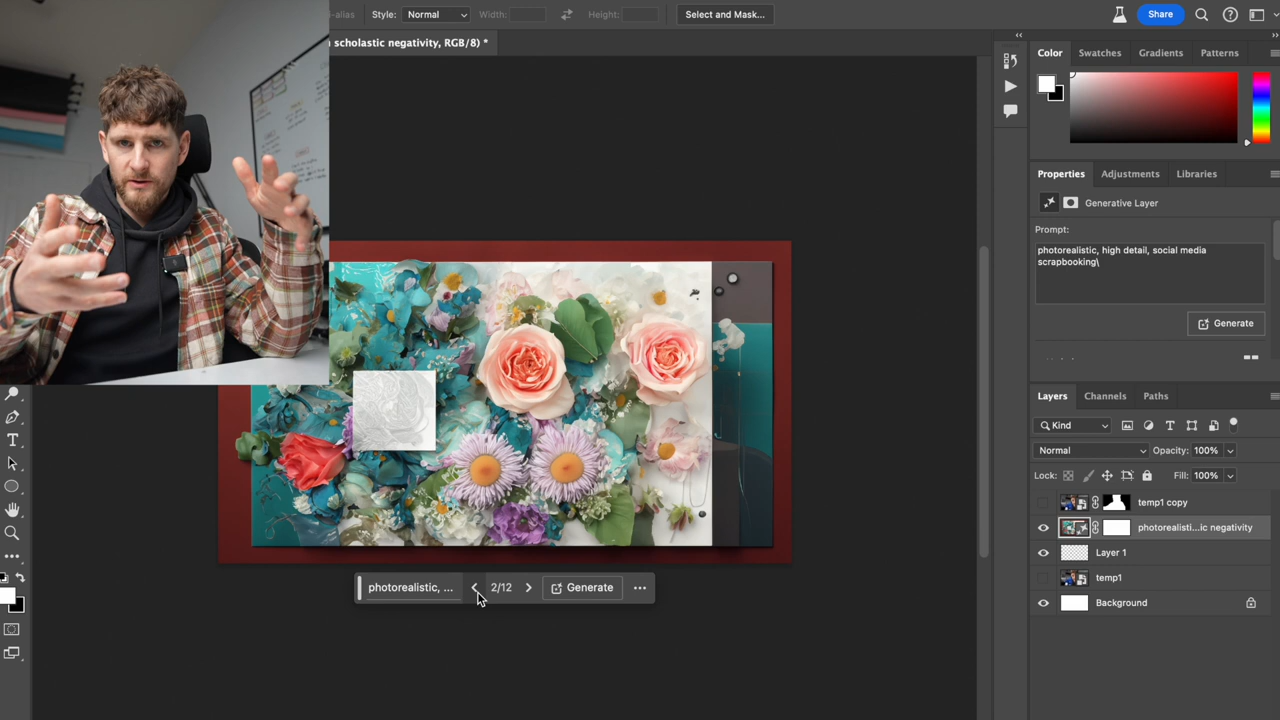 -alias
Style:
Normal
Width:
Height:
Select and Mask...
Share
scholastic negativity, RGB/8) *
Color
Swatches
Gradients
Patterns
Properties
Adjustments
Libraries
Generative Layer
Prompt:
photorealistic, high detail, social media
scrapbooking\
Generate
Layers
Channels
Paths
Kind
Normal
Opacity: 100%
Lock:
Fill: 100%
temp1 copy
photorealisti...ic negativity
Layer 1
temp1
Background
photorealistic, ...
2/12
Generate